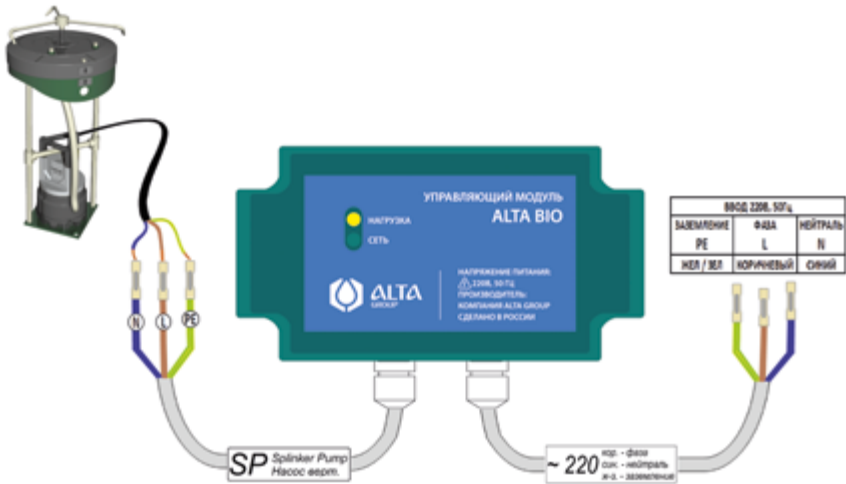 УПРАВЛЯЮЩИЙ МОДУЛЬ
ALTA BIO
НАГРУЗКА
СЕТЬ
ALTA
GROUP
НАПРЯЖЕНИЕ ПИТАНИЯ:
220В, 50 ГЦ
ПРОИЗВОДИТЕЛЬ:
КОМПАНИЯ ALTA GROUP
СДЕЛАНО В РОССИИ
ВВОД 220В, 50Гц
ЗАЗЕМЛЕНИЕ ФАЗА НЕЙТРАЛЬ
PE L N
ЖЕЛ / ЗЕЛ КОРИЧНЕВЫЙ СИНИЙ
N L PE
SP Splinker Pump
Насос верт.
~ 220 кор. - фаза
син. - нейтраль
ж-з. - заземление